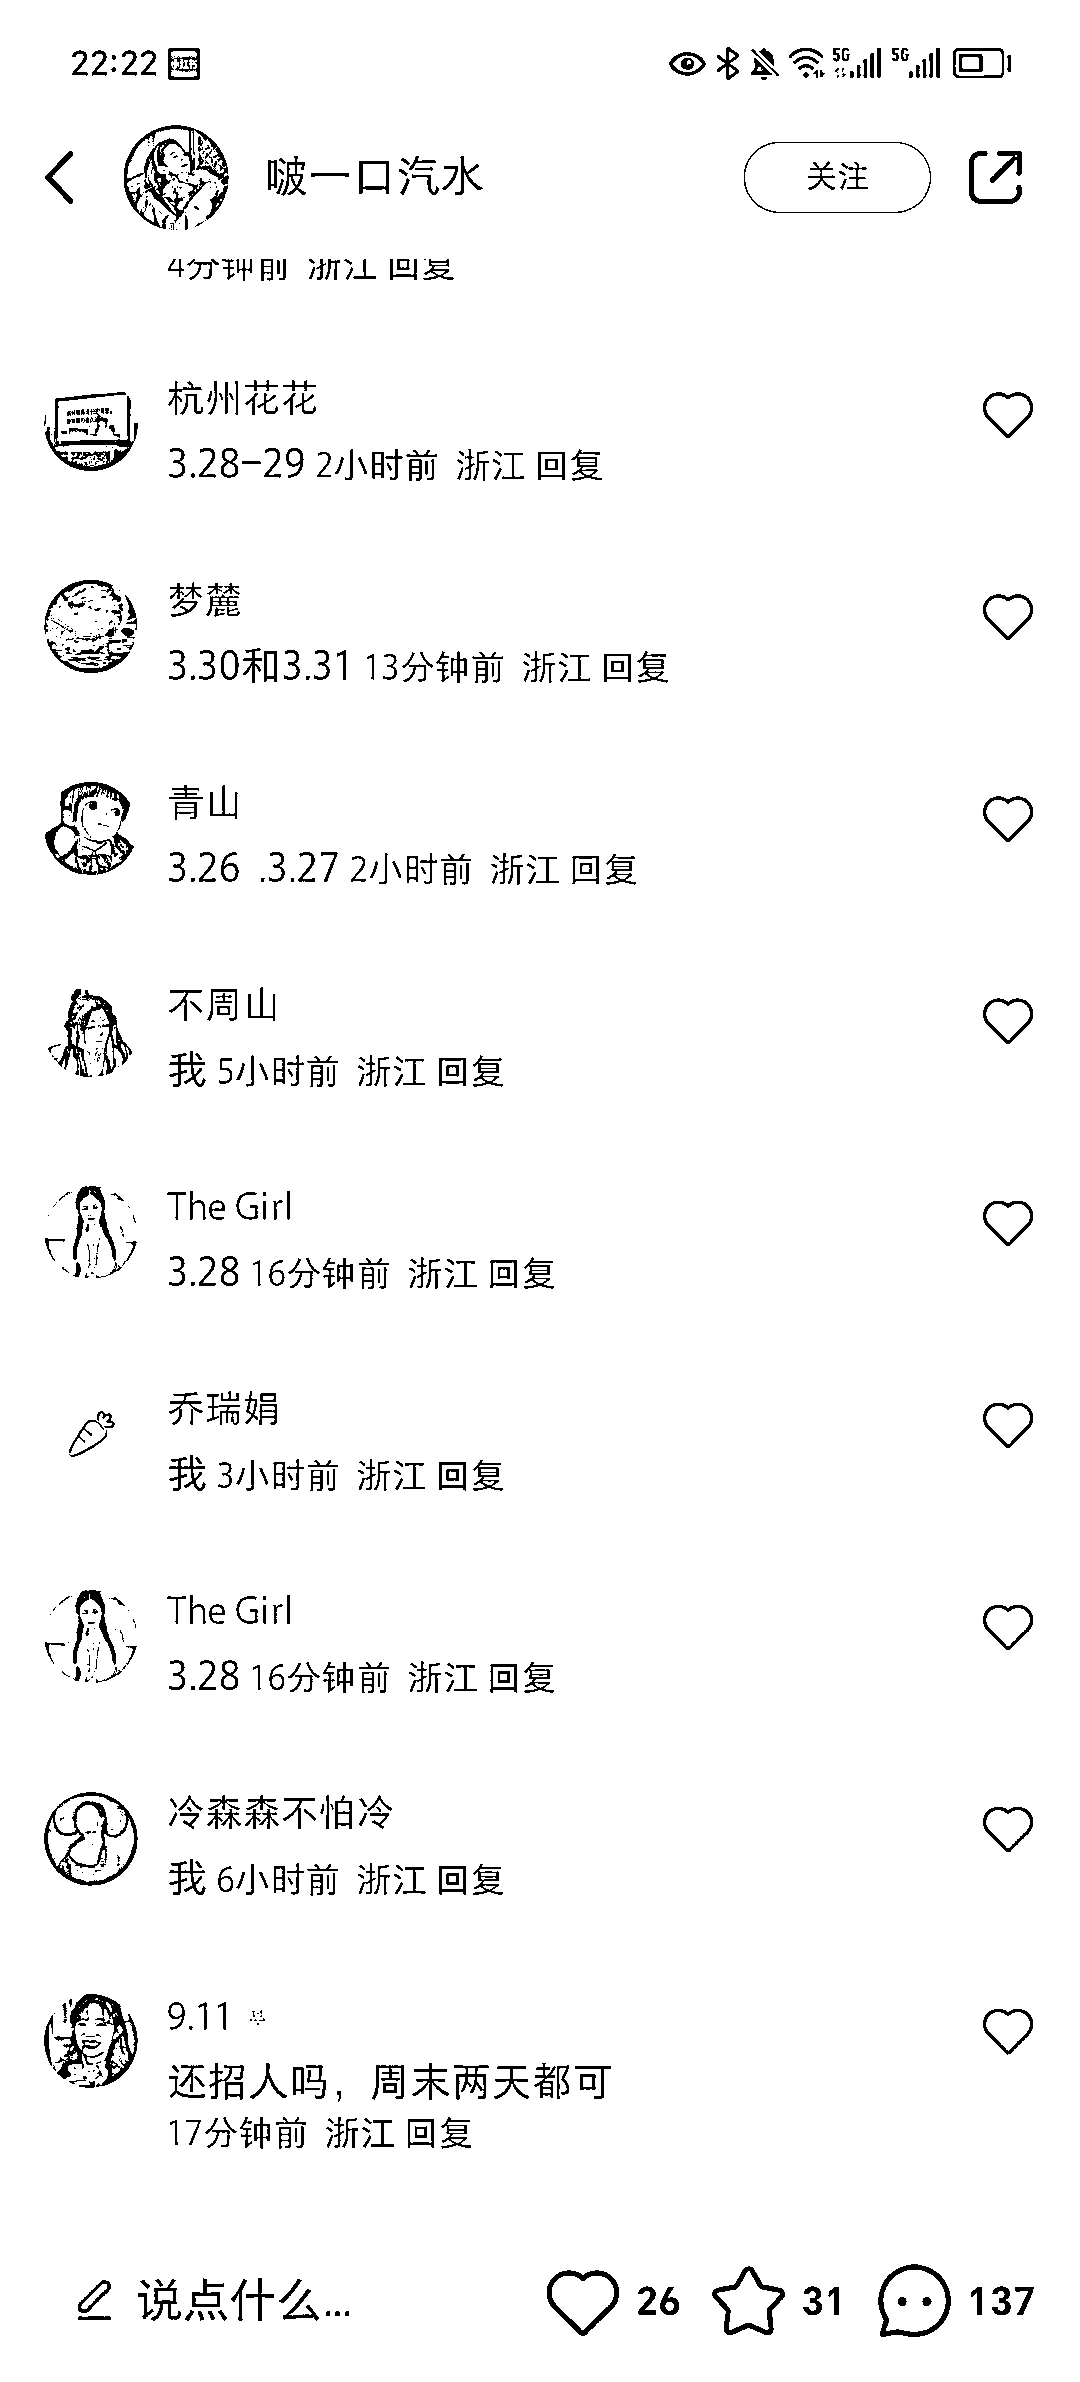 22:22
5G 5G
啵一口汽水 关注
4分钟前 浙江 回复
杭州花花
3.28-29 2小时前 浙江 回复
梦麓
3.30和3.31 13分钟前 浙江 回复
青山
3.26 .3.27 2小时前 浙江 回复
不周山
我 5小时前 浙江 回复
The Girl
3.28 16分钟前 浙江 回复
乔瑞娟
我 3小时前 浙江 回复
The Girl
3.28 16分钟前 浙江 回复
冷森森不怕冷
我 6小时前 浙江 回复
9.11
还招人吗，周末两天都可
17分钟前 浙江 回复
说点什么... 26 31 137